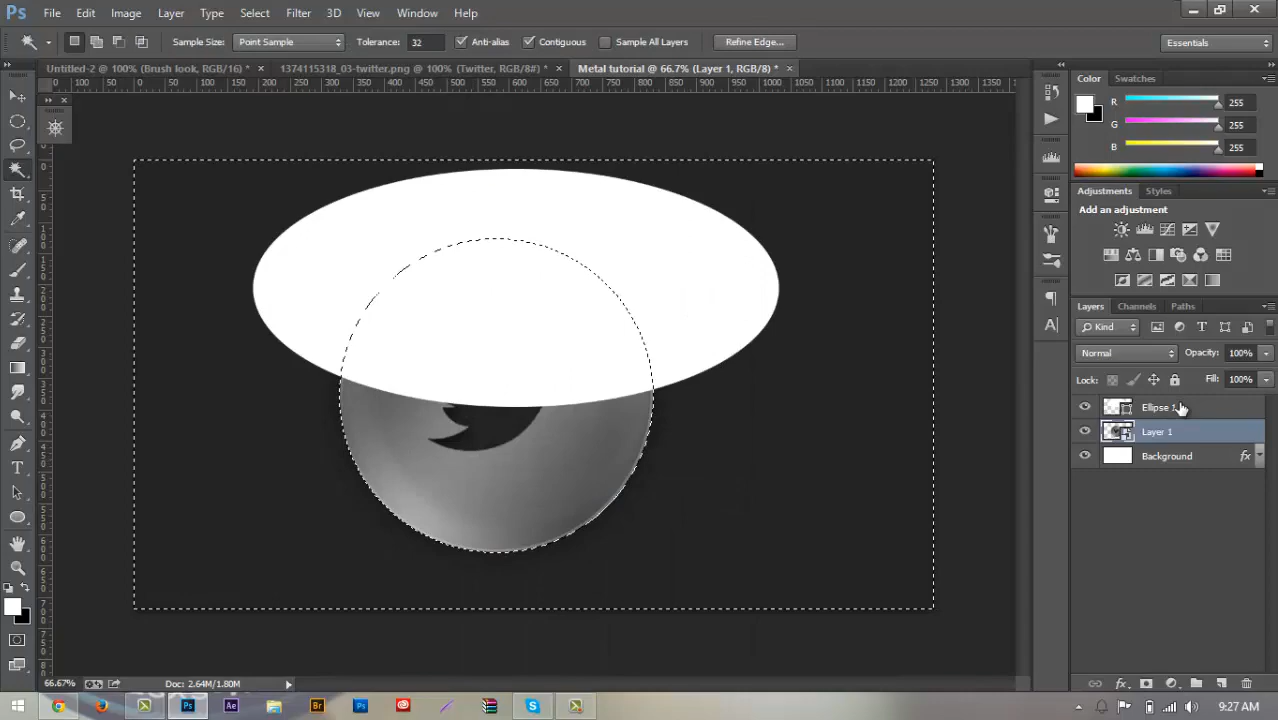 Ps File Edit Image Layer Type Select Filter 3D View Window Help
Sample Size: Point Sample Tolerance: 32 Anti-alias Contiguous Sample All Layers Refine Edge... Essentials
Untitled-2 @ 100% (Brush look, RGB/16) * × 1374115318_03-twitter.png @ 100% (Twitter, RGB/8#) * × Metal tutorial @ 66.7% (Layer 1, RGB/8) * ×
Color Swatches
R 255
G 255
B 255
Adjustments Styles
Add an adjustment
Layers Channels Paths
Kind
Normal Opacity: 100%
Lock: Fill: 100%
Ellipse 1
Layer 1
Background fx
66.67% Doc: 2.64M/1.80M
9:27 AM